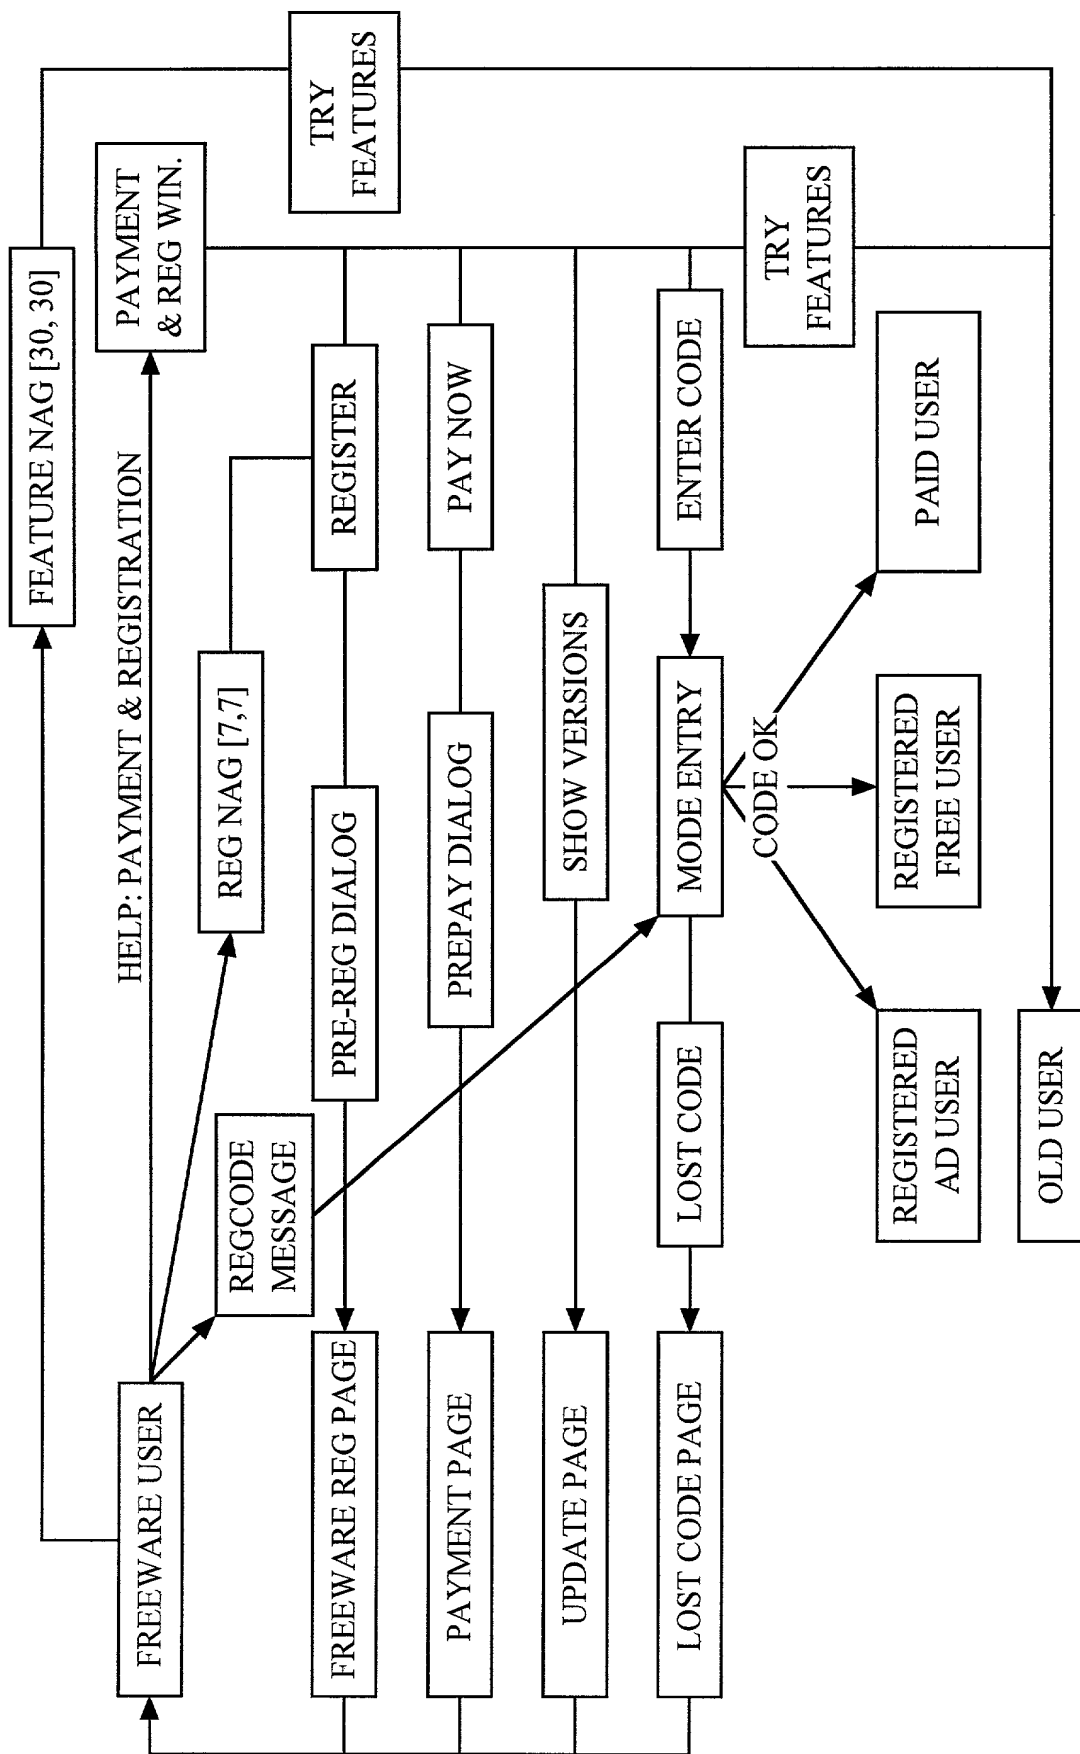 FREEWARE USER
FEATURE NAG [30, 30]
TRY
FEATURES
HELP: PAYMENT & REGISTRATION
PAYMENT
& REG WIN.
REG NAG [7,7]
REGCODE
MESSAGE
FREEWARE REG PAGE
PRE-REG DIALOG
REGISTER
PAYMENT PAGE
PREPAY DIALOG
PAY NOW
UPDATE PAGE
SHOW VERSIONS
LOST CODE PAGE
LOST CODE
MODE ENTRY
ENTER CODE
TRY
FEATURES
CODE OK
REGISTERED
AD USER
REGISTERED
FREE USER
PAID USER
OLD USER